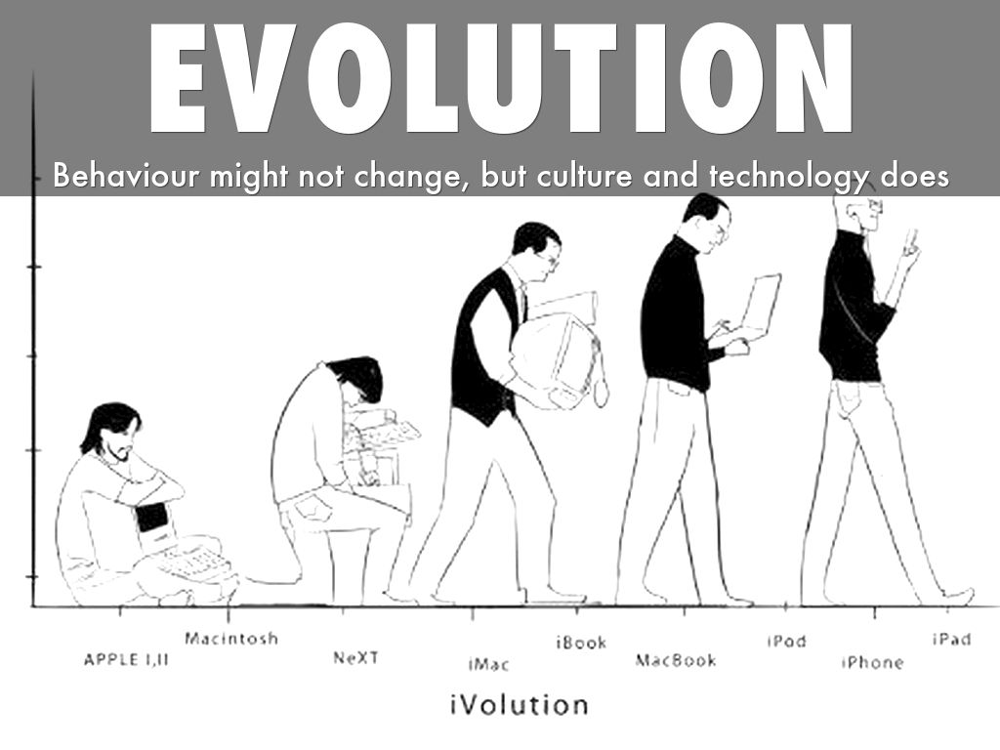 EVOLUTION
Behaviour might not change, but culture and technology does
APPLE I,II
Macintosh
NeXT
iMac
iBook
MacBook
iPod
iPhone
iPad
iVolution